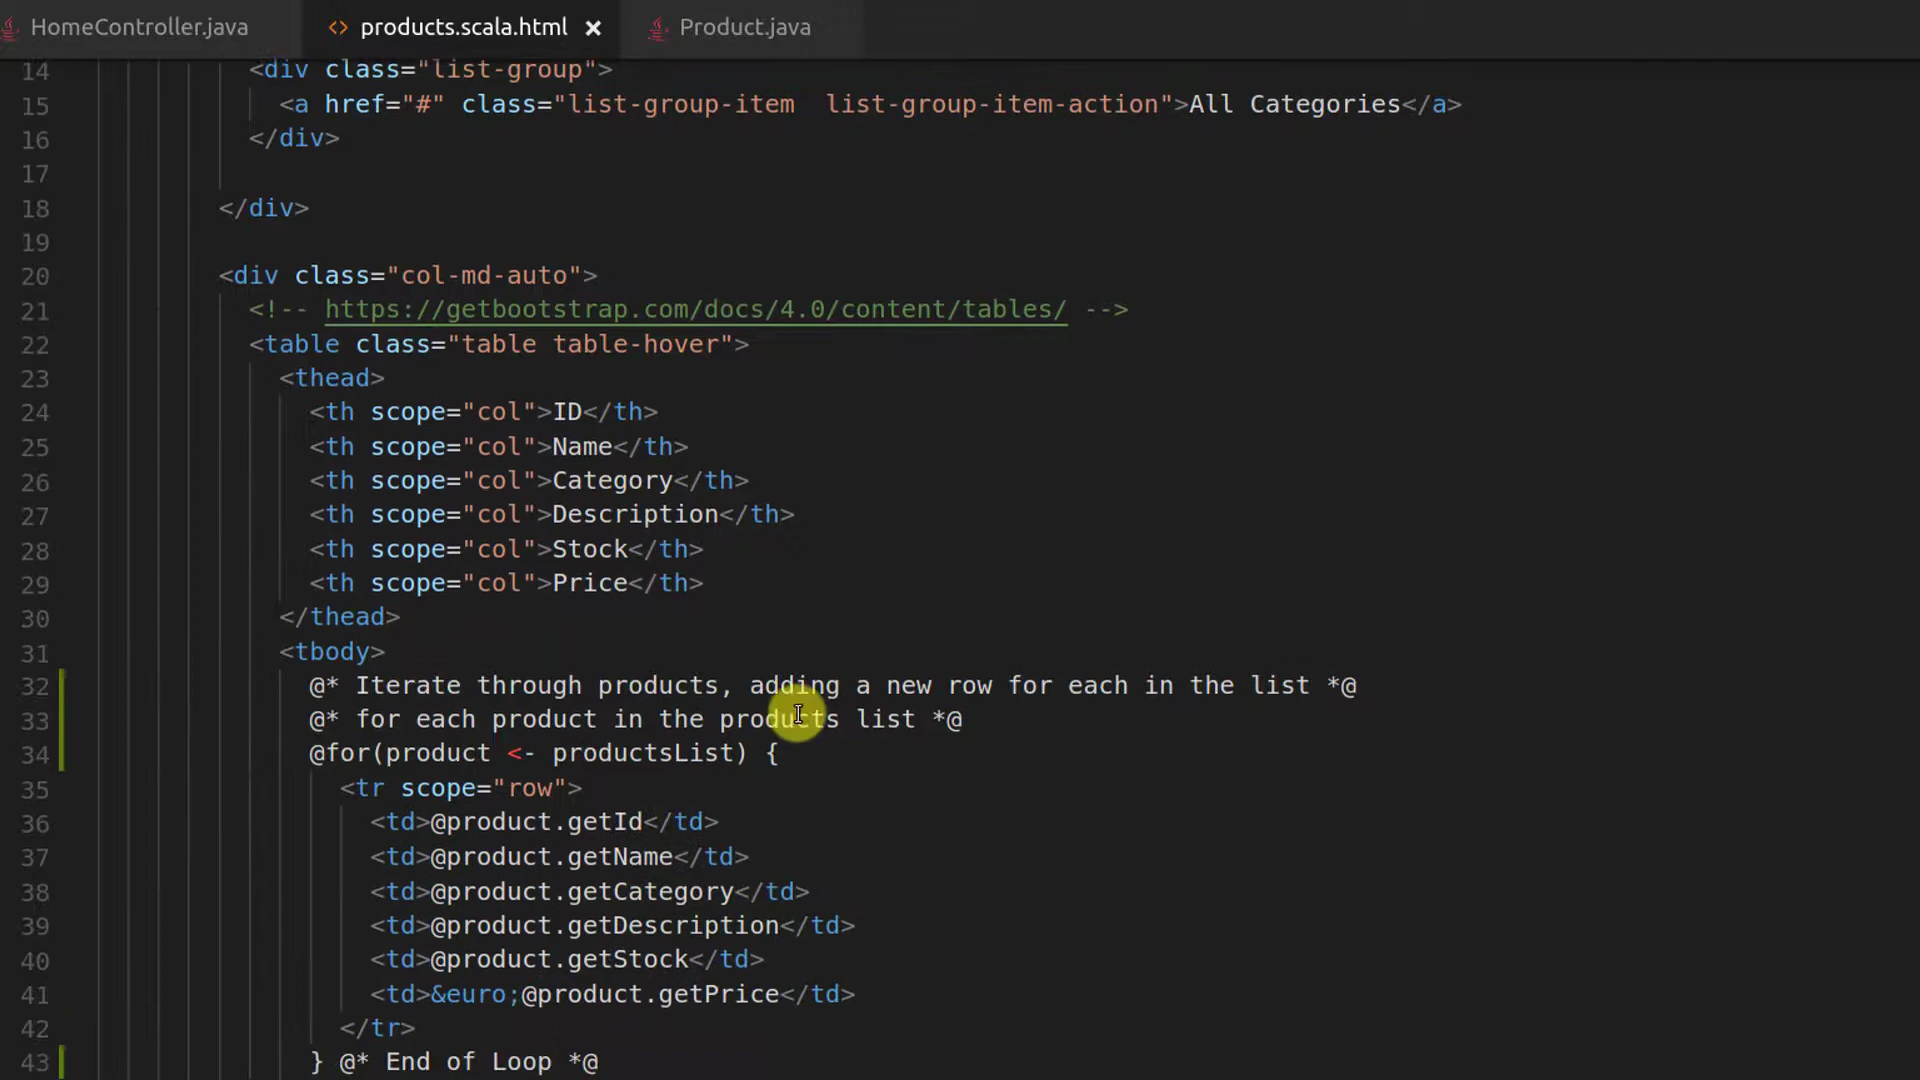 HomeController.java <> products.scala.html × Product.java
14 <div class="list-group">
15 <a href="#" class="list-group-item  list-group-item-action">All Categories</a>
16 </div>
17
18 </div>
19
20 <div class="col-md-auto">
21 <!-- https://getbootstrap.com/docs/4.0/content/tables/ -->
22 <table class="table table-hover">
23 <thead>
24 <th scope="col">ID</th>
25 <th scope="col">Name</th>
26 <th scope="col">Category</th>
27 <th scope="col">Description</th>
28 <th scope="col">Stock</th>
29 <th scope="col">Price</th>
30 </thead>
31 <tbody>
32 @* Iterate through products, adding a new row for each in the list *@
33 @* for each product in the products list *@
34 @for(product <- productsList) {
35 <tr scope="row">
36 <td>@product.getId</td>
37 <td>@product.getName</td>
38 <td>@product.getCategory</td>
39 <td>@product.getDescription</td>
40 <td>@product.getStock</td>
41 <td>&euro;@product.getPrice</td>
42 </tr>
43 } @* End of Loop *@